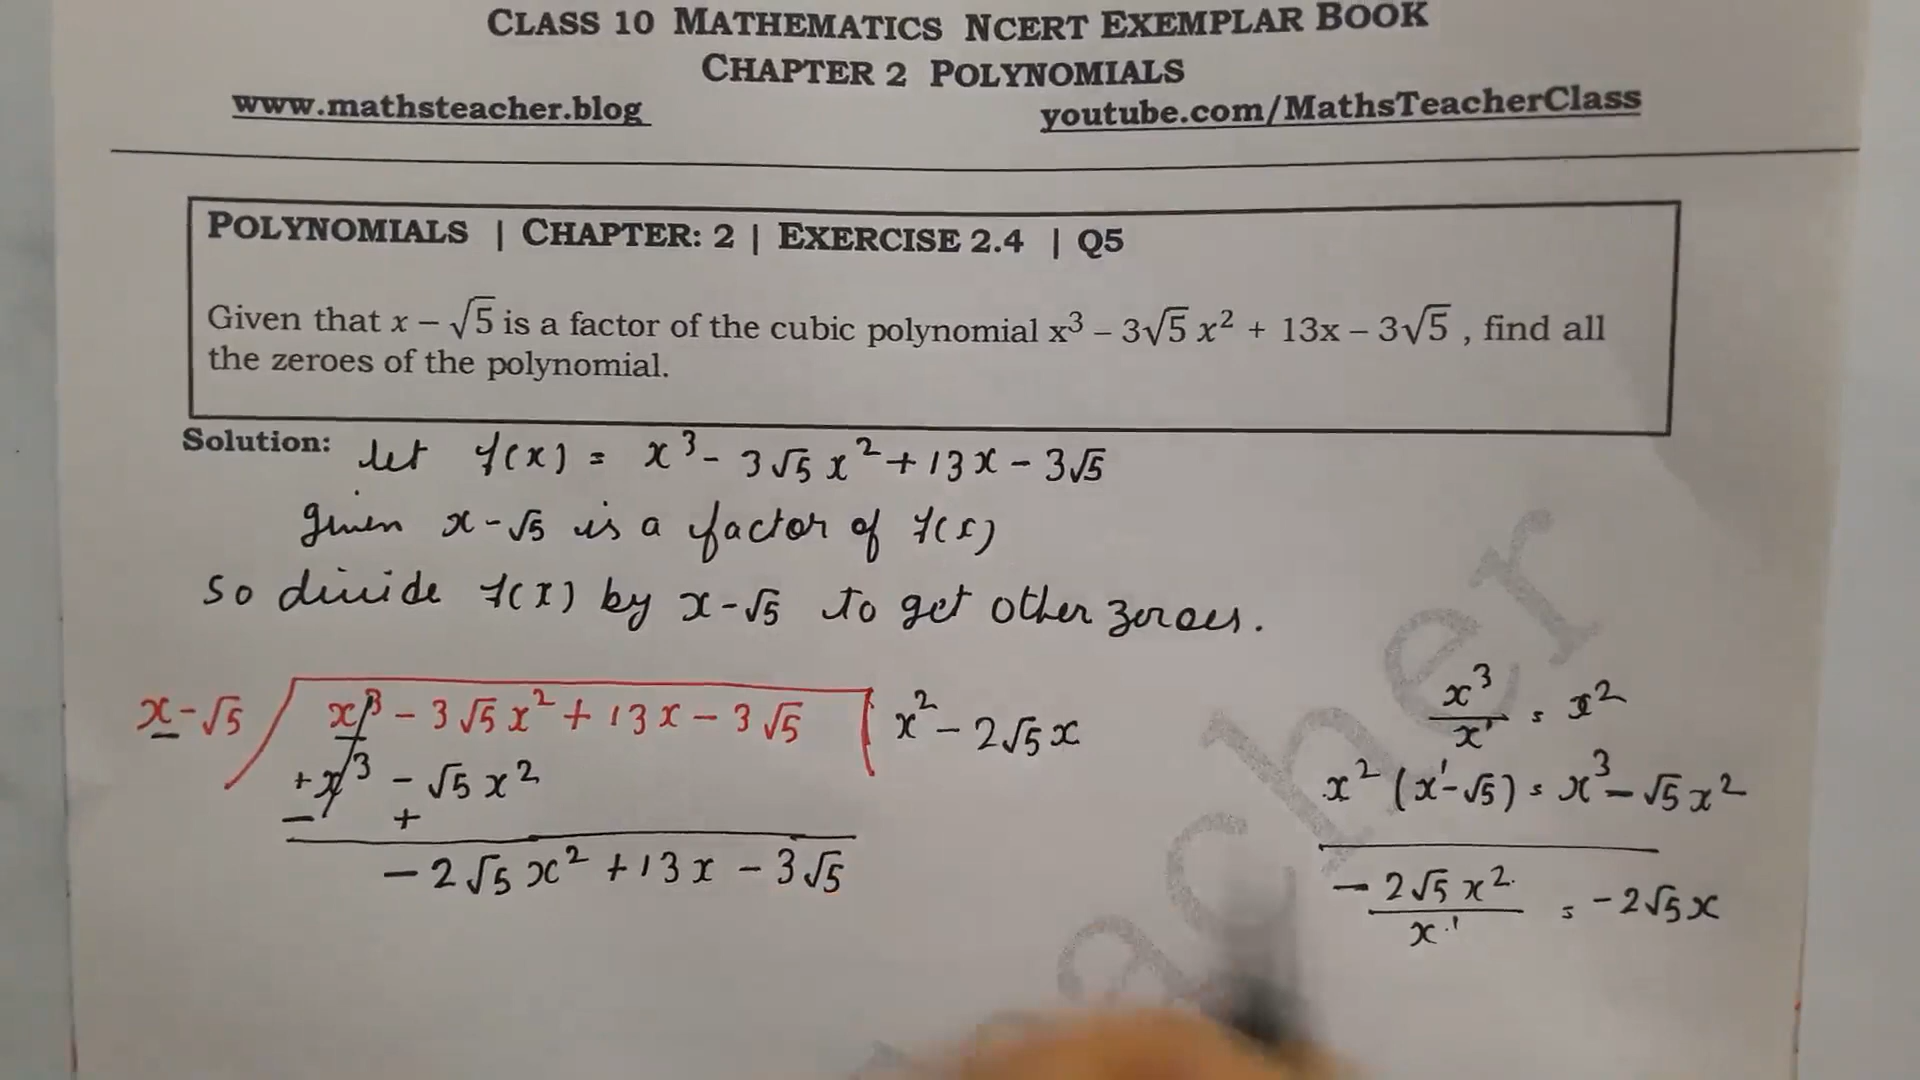 CLASS 10 MATHEMATICS NCERT EXEMPLAR BOOK
CHAPTER 2 POLYNOMIALS
www.mathsteacher.blog youtube.com/MathsTeacherClass
POLYNOMIALS | CHAPTER: 2 | EXERCISE 2.4 | Q5
Given that x – √5 is a factor of the cubic polynomial x³ – 3√5 x² + 13x – 3√5 , find all
the zeroes of the polynomial.
Solution: Let f(x) = x³ - 3√5 x² + 13x - 3√5
given x - √5 is a factor of f(x)
So divide f(x) by x - √5 to get other zeroes.
x - √5 x³ - 3√5 x² + 13x - 3√5 x² - 2√5 x
+ x³ - √5 x²
- +
- 2√5 x² + 13x - 3√5
x³/x¹ = x²
x² (x¹ - √5) = x³ - √5 x²
- 2√5 x²/x¹ = - 2√5 x
acher